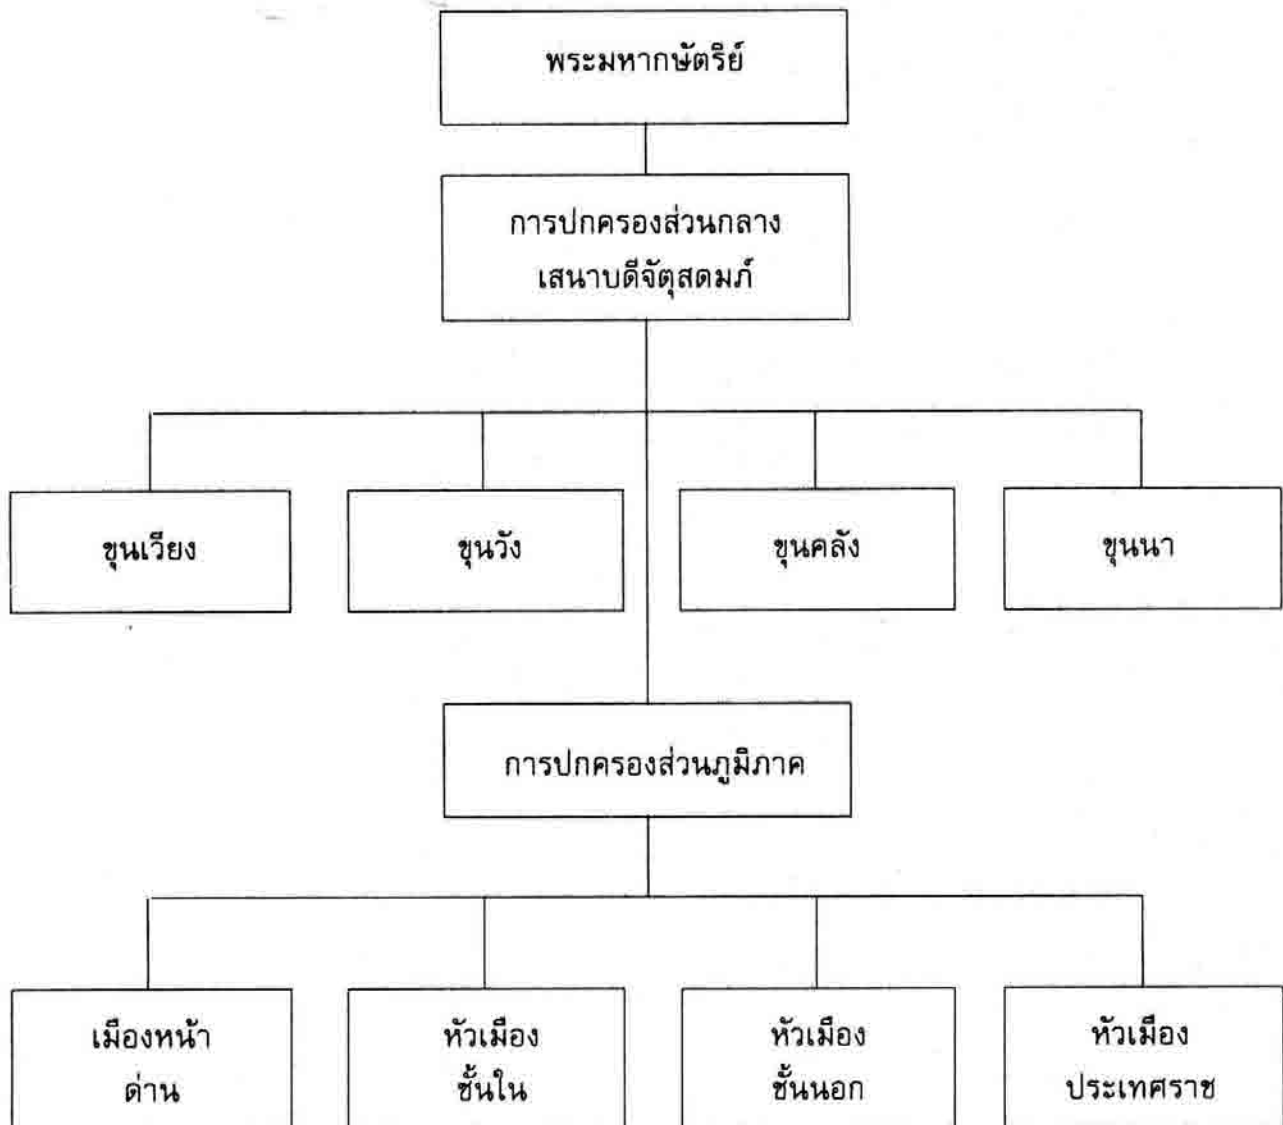 พระมหากษัตริย์
การปกครองส่วนกลาง
เสนาบดีจัตุสดมภ์
ขุนเวียง
ขุนวัง
ขุนคลัง
ขุนนา
การปกครองส่วนภูมิภาค
เมืองหน้า
ด่าน
หัวเมือง
ชั้นใน
หัวเมือง
ชั้นนอก
หัวเมือง
ประเทศราช